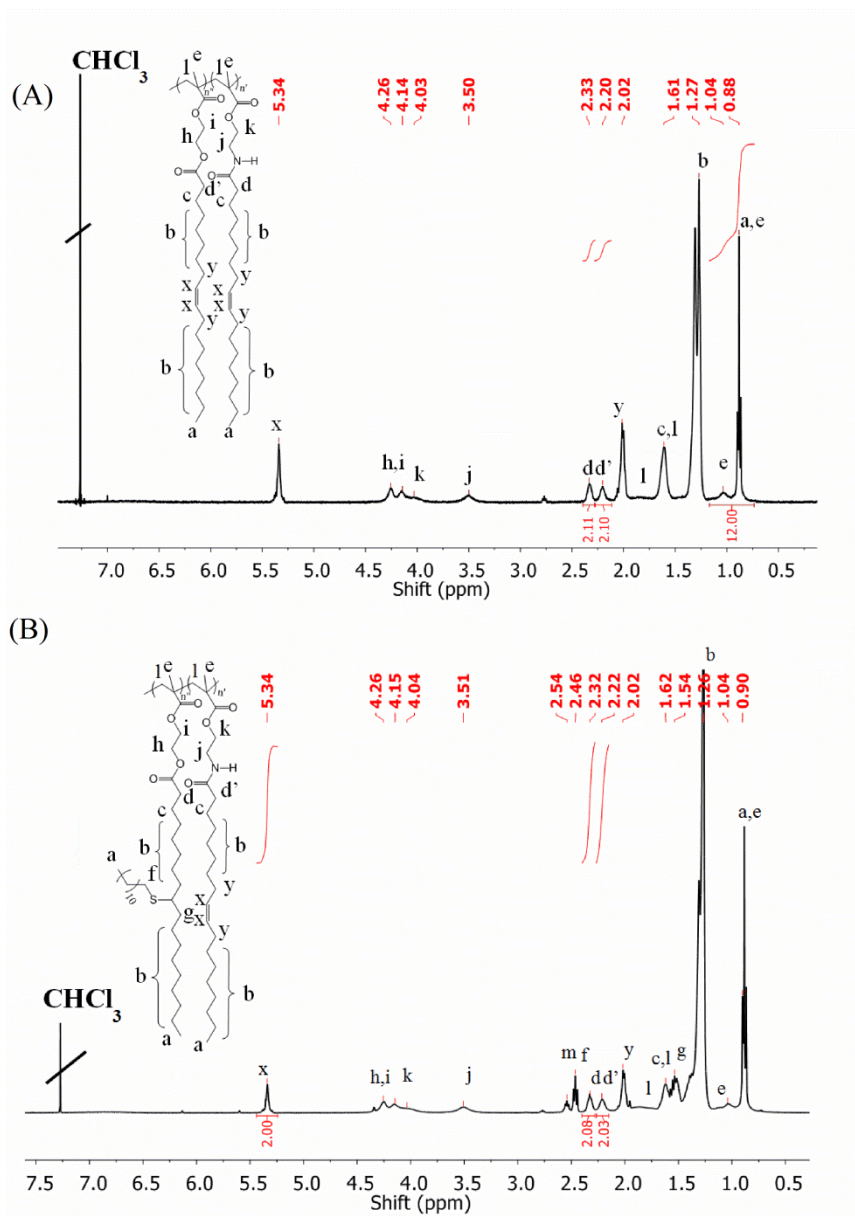 (A)
CHCl3
5.34
4.26
4.14
4.03
3.50
2.33
2.20
2.02
1.61
1.27
1.04
0.88
l e l e
n' n'
O O
O O
i k
h j
O N-H
O O
d' d
c c
b b
y
x x y
x x
y y
b b
a a
x
h,i
k
j
d d'
y
l
c,l
b
e
a,e
2.11
2.10
12.00
7.0 6.5 6.0 5.5 5.0 4.5 4.0 3.5 3.0 2.5 2.0 1.5 1.0 0.5
Shift (ppm)
(B)
CHCl3
5.34
4.26
4.15
4.04
3.51
2.54
2.46
2.32
2.22
2.02
1.62
1.54
1.26
1.04
0.90
l e l e
n' n'
O O
O O
i k
h j
O N-H
O O
d d'
c c
b b
a
f
10
S
y
g x
x
y
b b
a a
x
h,i
k
j
m f
d d'
y
l
c,l g
b
e
a,e
2.00
2.08
2.03
7.5 7.0 6.5 6.0 5.5 5.0 4.5 4.0 3.5 3.0 2.5 2.0 1.5 1.0 0.5
Shift (ppm)